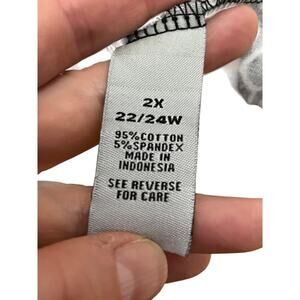 2X
22/24W
95%COTTON
5%SPANDEX
MADE IN
INDONESIA
SEE REVERSE
FOR CARE